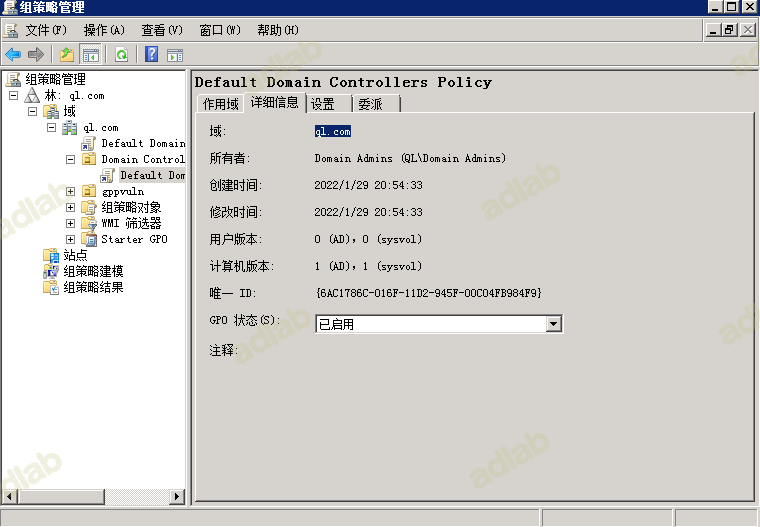 组策略管理
文件(F) 操作(A) 查看(V) 窗口(W) 帮助(H)
组策略管理
林: ql.com
域
ql.com
Default Domain
Domain Control
Default Dom
gppvuln
组策略对象
WMI 筛选器
Starter GPO
站点
组策略建模
组策略结果
Default Domain Controllers Policy
作用域 详细信息 设置 委派
域: ql.com
所有者: Domain Admins (QL\Domain Admins)
创建时间: 2022/1/29 20:54:33
修改时间: 2022/1/29 20:54:33
用户版本: 0 (AD), 0 (sysvol)
计算机版本: 1 (AD), 1 (sysvol)
唯一 ID: {6AC1786C-016F-11D2-945F-00C04FB984F9}
GPO 状态(S): 已启用
注释:
adlab
adlab
adlab
adlab
adlab